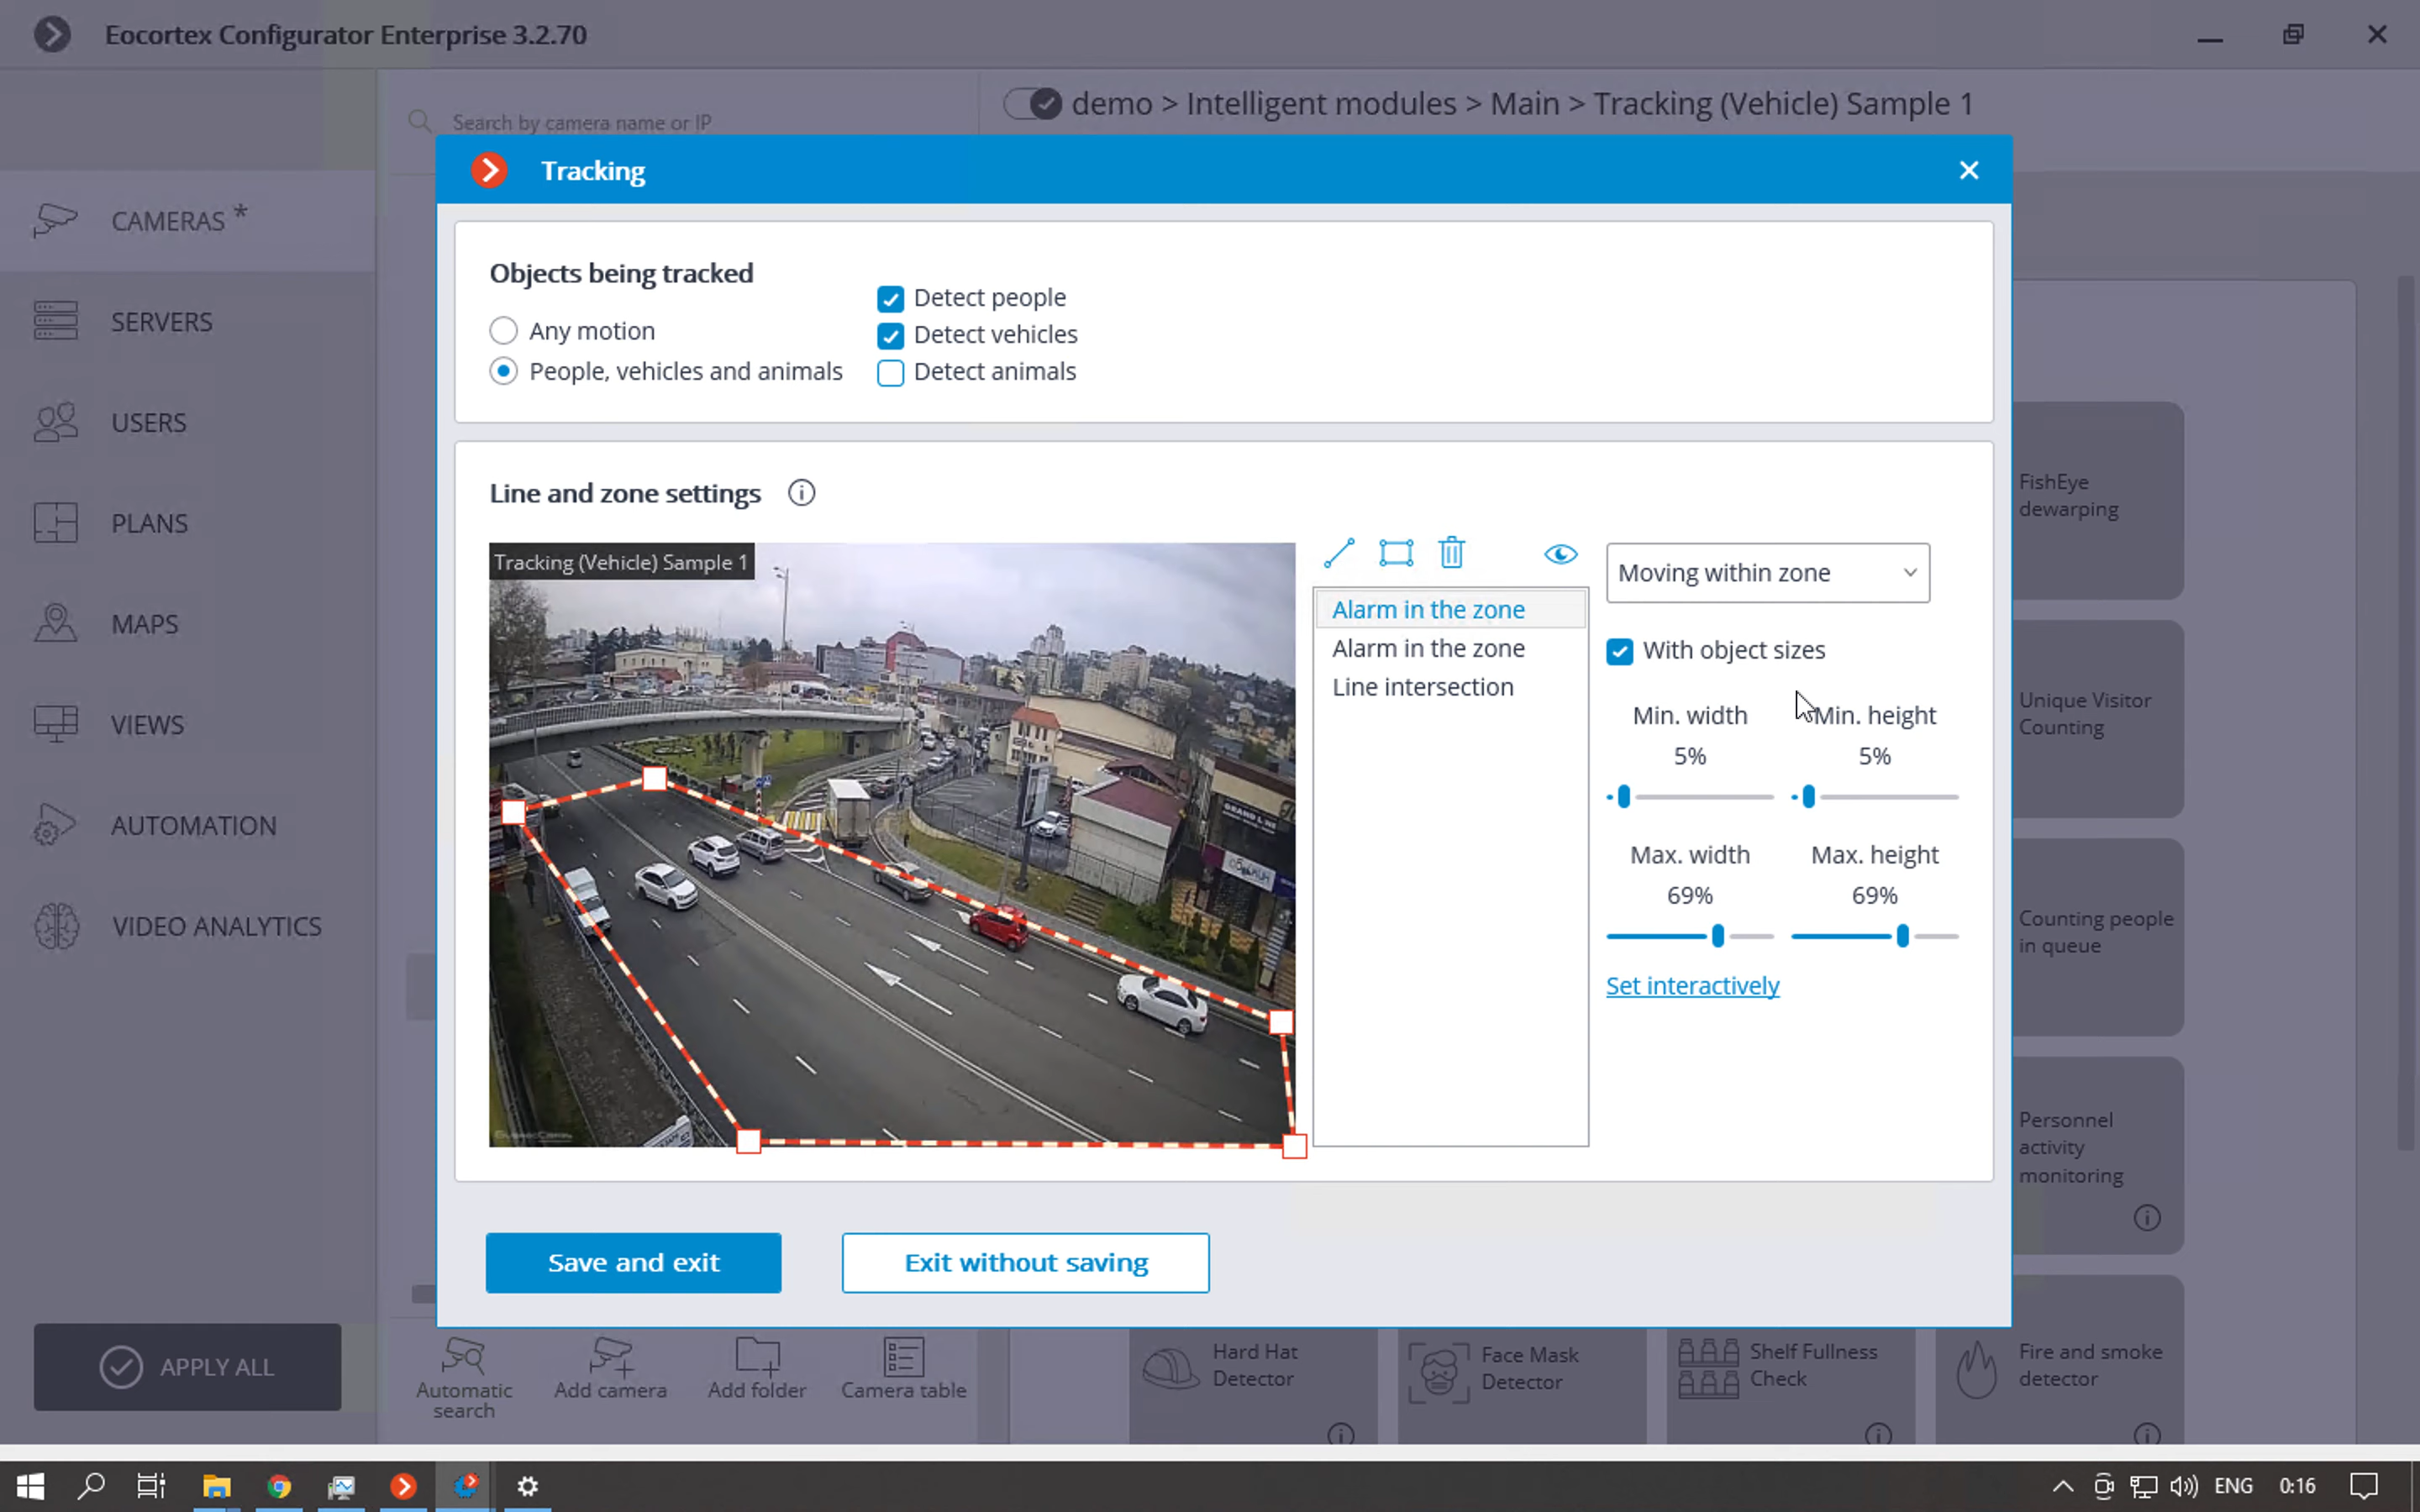 Eocortex Configurator Enterprise 3.2.70
Search by camera name or IP
demo > Intelligent modules > Main > Tracking (Vehicle) Sample 1
CAMERAS *
SERVERS
USERS
PLANS
MAPS
VIEWS
AUTOMATION
VIDEO ANALYTICS
APPLY ALL
Tracking
Objects being tracked
Any motion
People, vehicles and animals
Detect people
Detect vehicles
Detect animals
Line and zone settings
Tracking (Vehicle) Sample 1
Alarm in the zone
Alarm in the zone
Line intersection
Moving within zone
With object sizes
Min. width
5%
Min. height
5%
Max. width
69%
Max. height
69%
Set interactively
Save and exit
Exit without saving
FishEye
dewarping
Unique Visitor
Counting
Counting people
in queue
Personnel
activity
monitoring
Automatic
search
Add camera
Add folder
Camera table
Hard Hat
Detector
Face Mask
Detector
Shelf Fullness
Check
Fire and smoke
detector
ENG
0:16